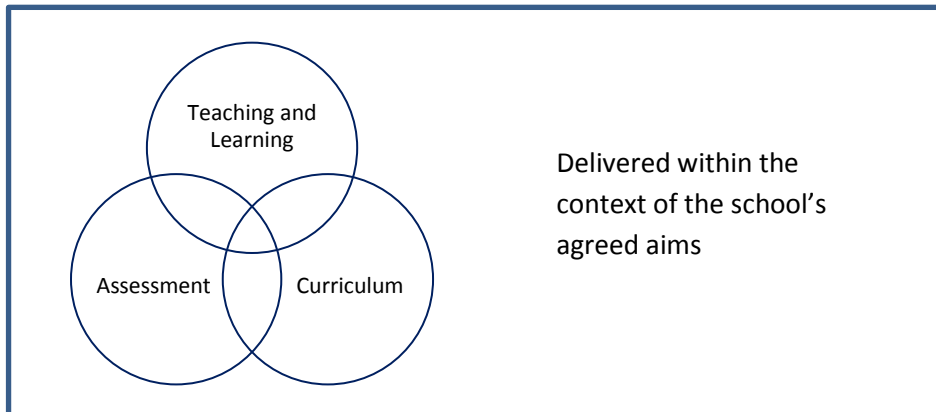 Teaching and
Learning
Assessment
Curriculum
Delivered within the
context of the school’s
agreed aims